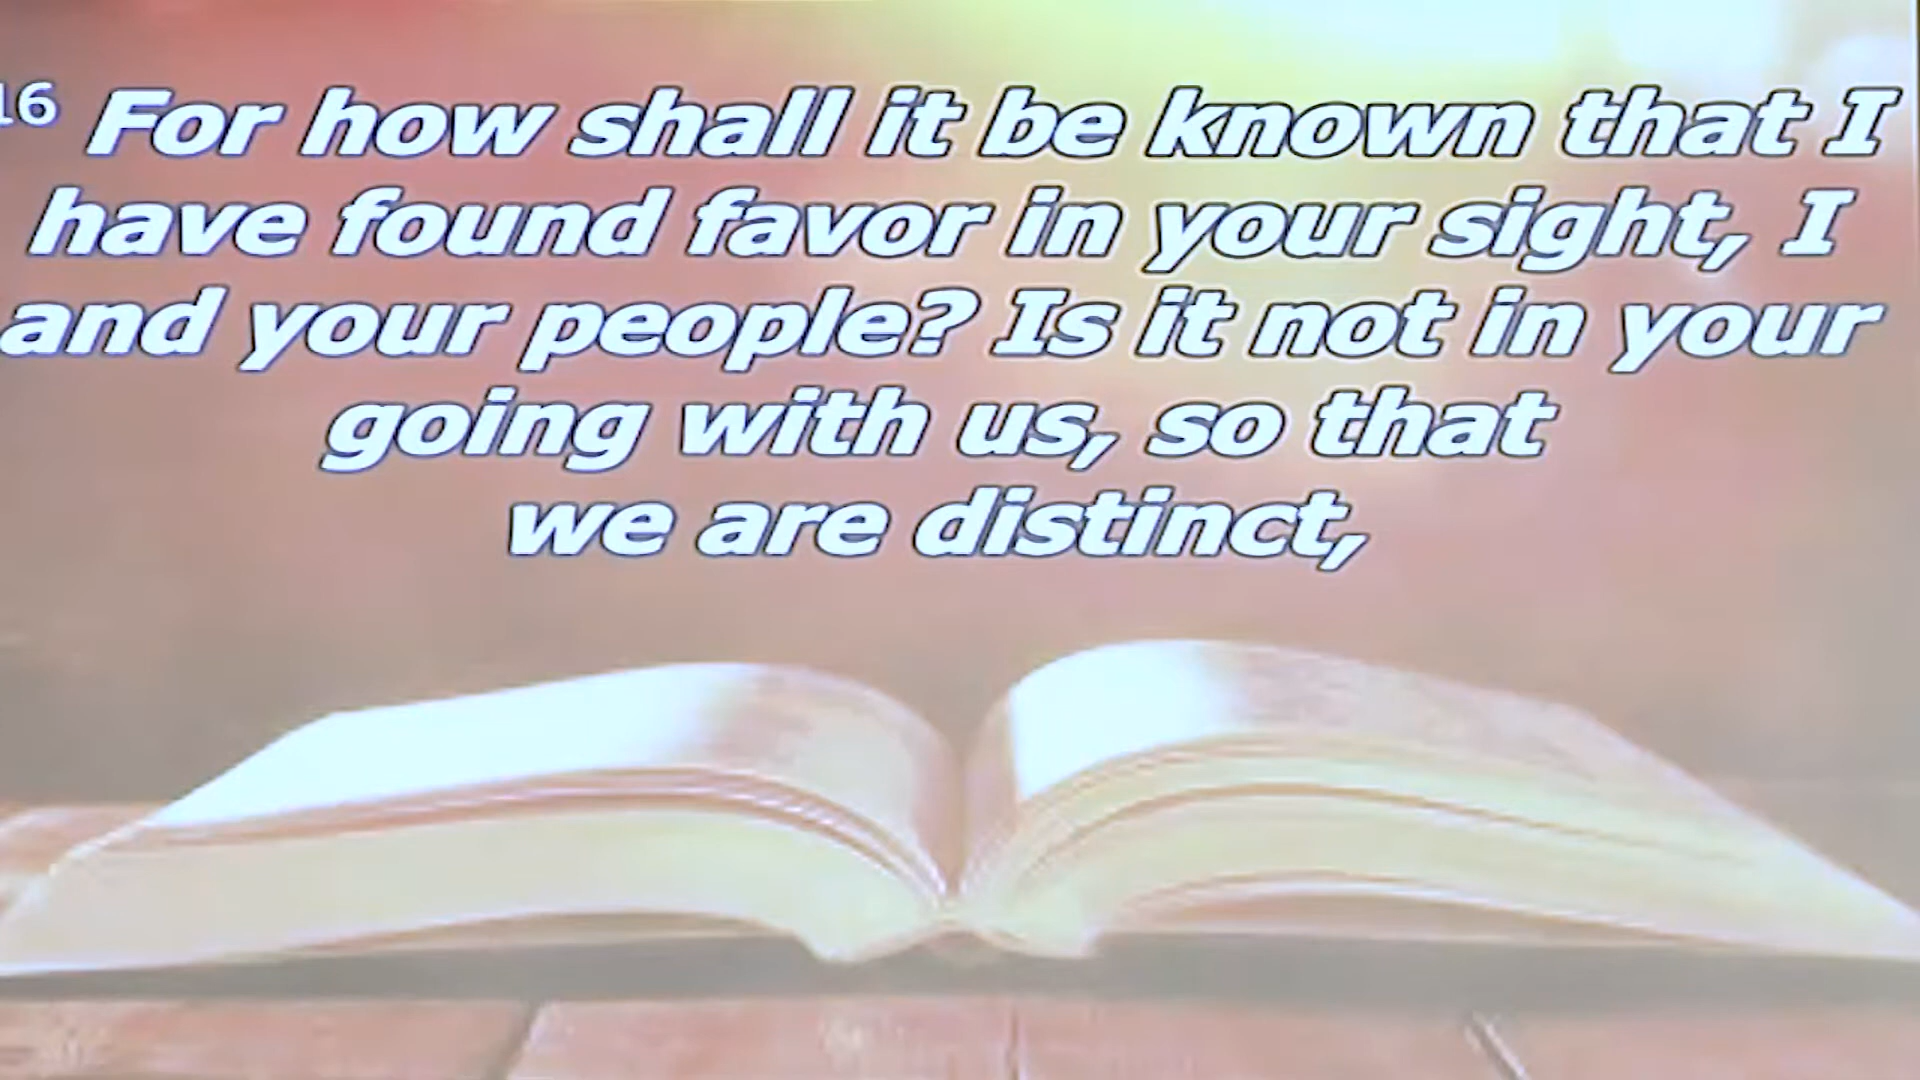 16 For how shall it be known that I
have found favor in your sight, I
and your people? Is it not in your
going with us, so that
we are distinct,